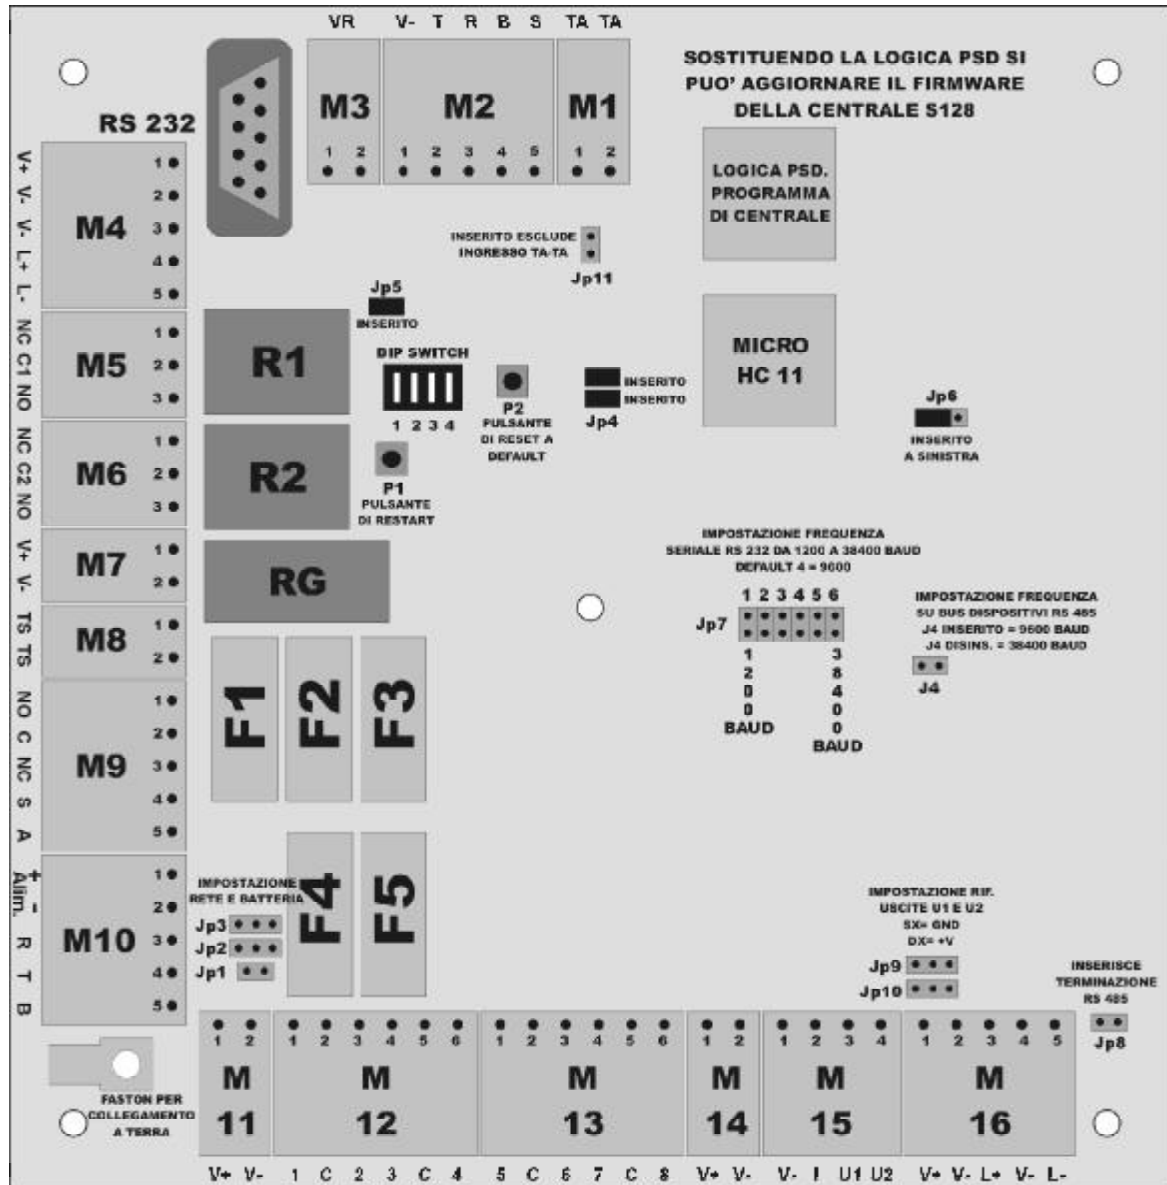 VR V- T R B S TA TA
M3 M2 M1
1 2 1 2 3 4 5 1 2
SOSTITUENDO LA LOGICA PSD SI
PUO' AGGIORNARE IL FIRMWARE
DELLA CENTRALE S128
LOGICA PSD.
PROGRAMMA
DI CENTRALE
RS 232
V+ V- V- L+ L-
M4
1
2
3
4
5
INSERITO ESCLUDE
INGRESSO TA-TA
Jp11
Jp5
INSERITO
NC C1 NO
M5
1
2
3
R1
DIP SWITCH
1 2 3 4
P2
PULSANTE
DI RESET A
DEFAULT
INSERITO
INSERITO
Jp4
MICRO
HC 11
Jp6
INSERITO
A SINISTRA
NC C2 NO
M6
1
2
3
R2
P1
PULSANTE
DI RESTART
V+ V-
M7
1
2
RG
IMPOSTAZIONE FREQUENZA
SERIALE RS 232 DA 1200 A 38400 BAUD
DEFAULT 4 = 9600
1 2 3 4 5 6
Jp7
1 3
2 8
0 4
0 0
BAUD 0
BAUD
IMPOSTAZIONE FREQUENZA
SU BUS DISPOSITIVI RS 485
J4 INSERITO = 9600 BAUD
J4 DISINS. = 38400 BAUD
J4
TS TS
M8
1
2
F1 F2 F3
NO C NC S A
M9
1
2
3
4
5
F4 F5
+ Alim. - R T B
M10
1
2
3
4
5
IMPOSTAZIONE
RETE E BATTERIA
Jp3
Jp2
Jp1
IMPOSTAZIONE RIF.
USCITE U1 E U2
SX= GND
DX= +V
Jp9
Jp10
INSERISCE
TERMINAZIONE
RS 485
Jp8
FASTON PER
COLLEGAMENTO
A TERRA
1 2 1 2 3 4 5 6 1 2 3 4 5 6 1 2 1 2 3 4 1 2 3 4 5
M M M M M M
11 12 13 14 15 16
V+ V- 1 C 2 3 C 4 5 C 6 7 C 8 V+ V- V- I U1 U2 V+ V- L+ V- L-